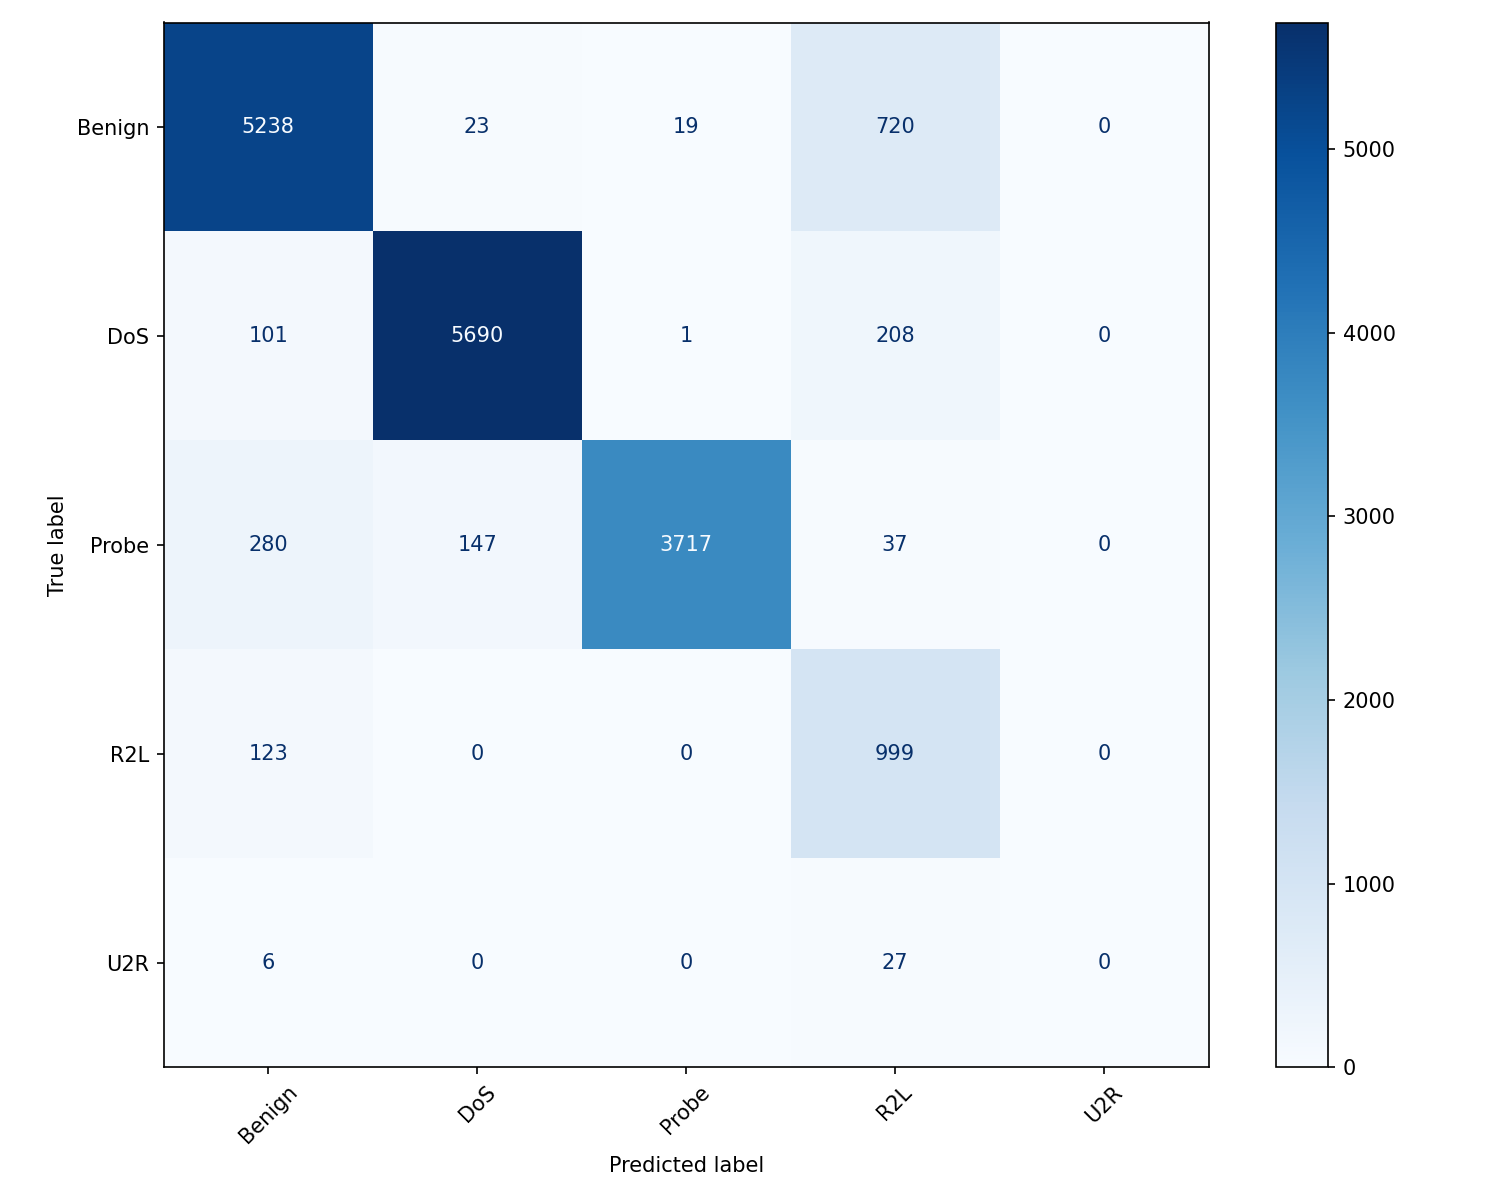 Benign 5238 23 19 720 0
DoS 101 5690 1 208 0
Probe 280 147 3717 37 0
R2L 123 0 0 999 0
U2R 6 0 0 27 0
Benign DoS Probe R2L U2R
Predicted label
True label
5000
4000
3000
2000
1000
0